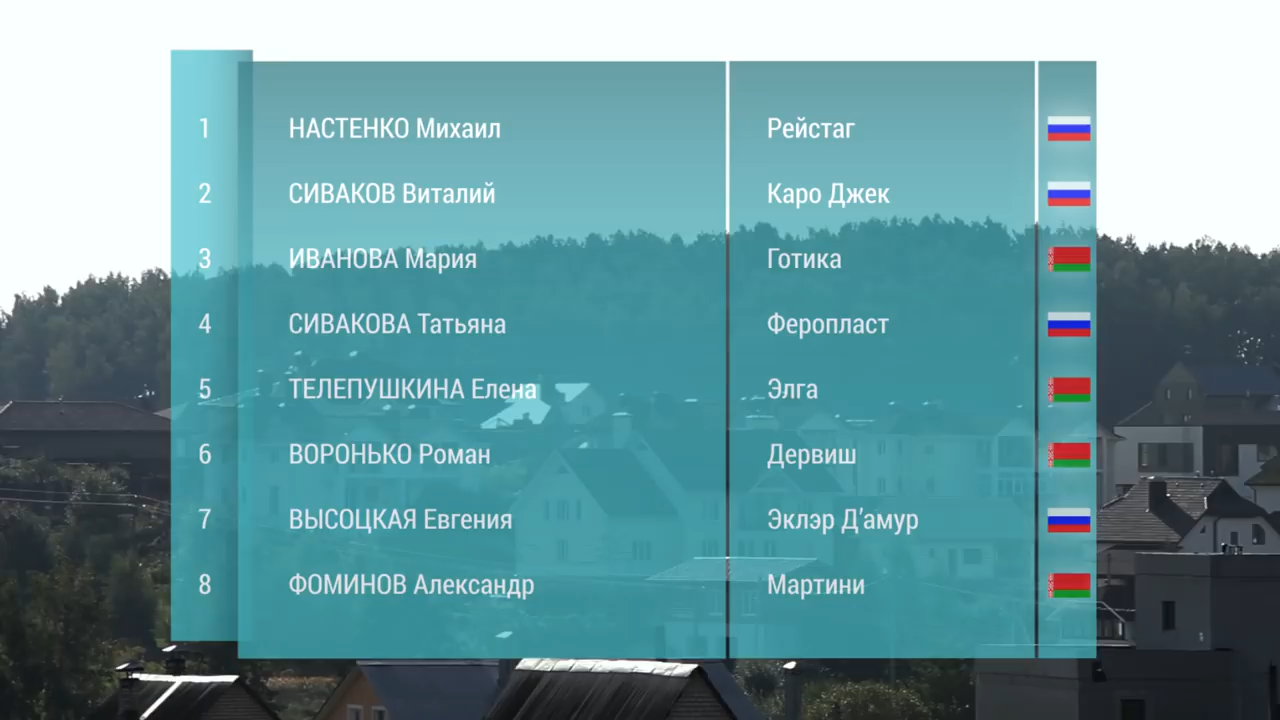 1 НАСТЕНКО Михаил Рейстаг
2 СИВАКОВ Виталий Каро Джек
3 ИВАНОВА Мария Готика
4 СИВАКОВА Татьяна Феропласт
5 ТЕЛЕПУШКИНА Елена Элга
6 ВОРОНЬКО Роман Дервиш
7 ВЫСОЦКАЯ Евгения Эклэр Д’амур
8 ФОМИНОВ Александр Мартини